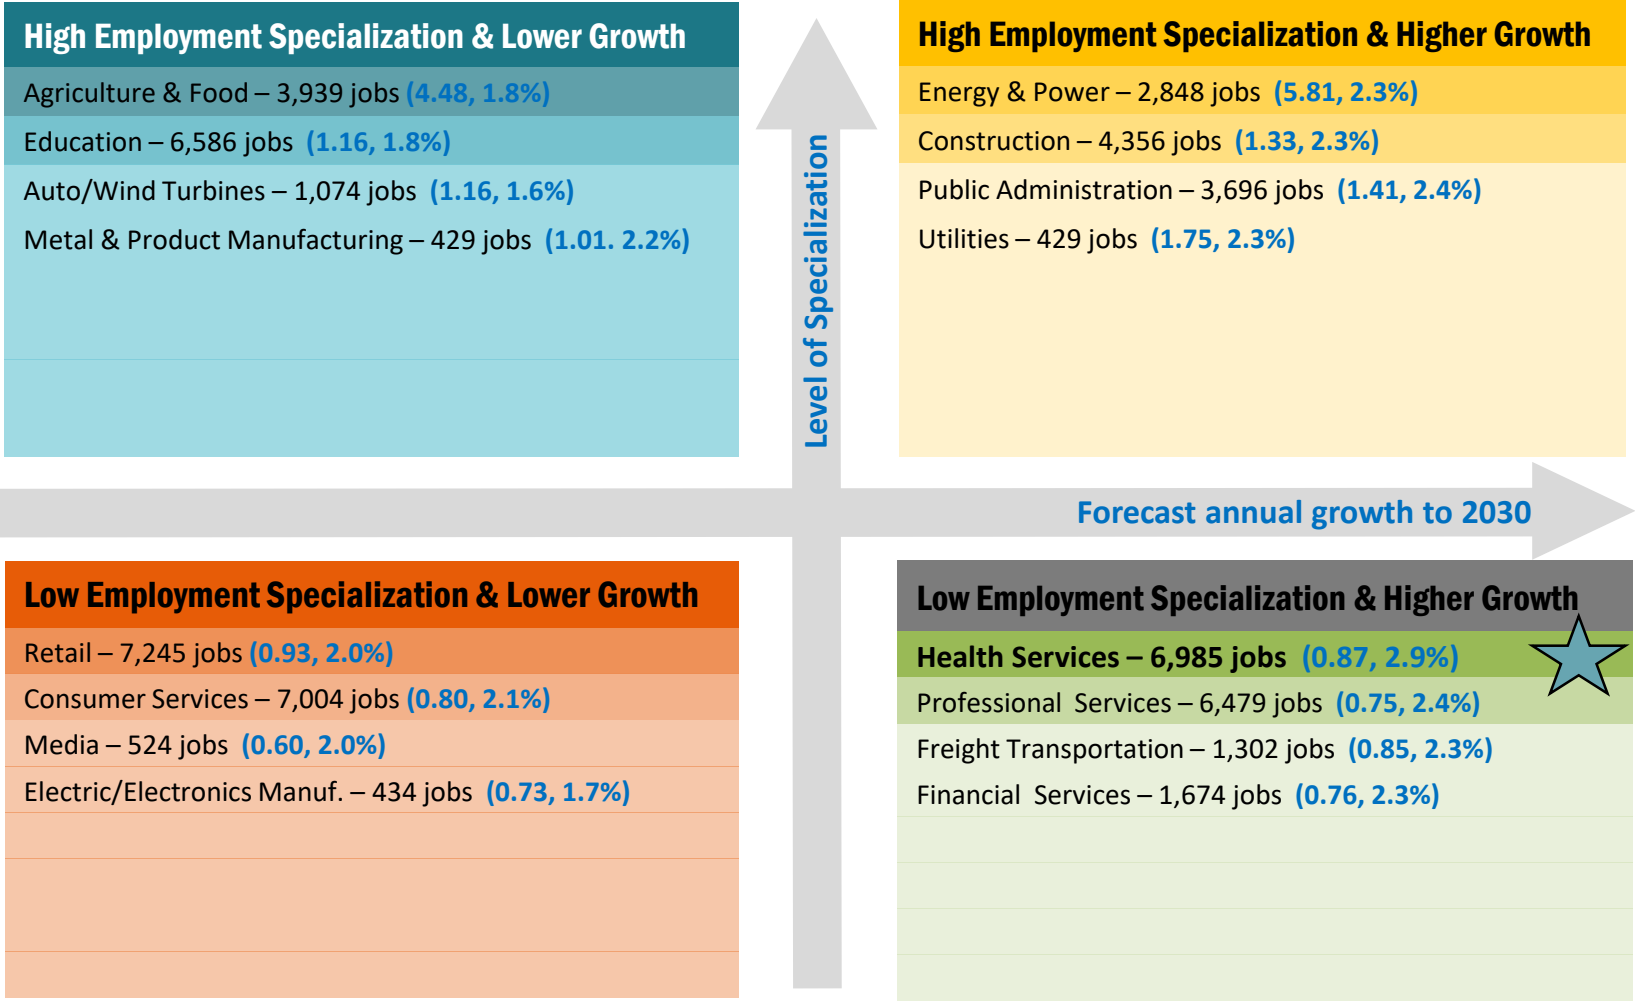 High Employment Specialization & Lower Growth
Agriculture & Food – 3,939 jobs (4.48, 1.8%)
Education – 6,586 jobs (1.16, 1.8%)
Auto/Wind Turbines – 1,074 jobs (1.16, 1.6%)
Metal & Product Manufacturing – 429 jobs (1.01. 2.2%)
Level of Specialization
High Employment Specialization & Higher Growth
Energy & Power – 2,848 jobs (5.81, 2.3%)
Construction – 4,356 jobs (1.33, 2.3%)
Public Administration – 3,696 jobs (1.41, 2.4%)
Utilities – 429 jobs (1.75, 2.3%)
Forecast annual growth to 2030
Low Employment Specialization & Lower Growth
Retail – 7,245 jobs (0.93, 2.0%)
Consumer Services – 7,004 jobs (0.80, 2.1%)
Media – 524 jobs (0.60, 2.0%)
Electric/Electronics Manuf. – 434 jobs (0.73, 1.7%)
Low Employment Specialization & Higher Growth
Health Services – 6,985 jobs (0.87, 2.9%)
Professional Services – 6,479 jobs (0.75, 2.4%)
Freight Transportation – 1,302 jobs (0.85, 2.3%)
Financial Services – 1,674 jobs (0.76, 2.3%)